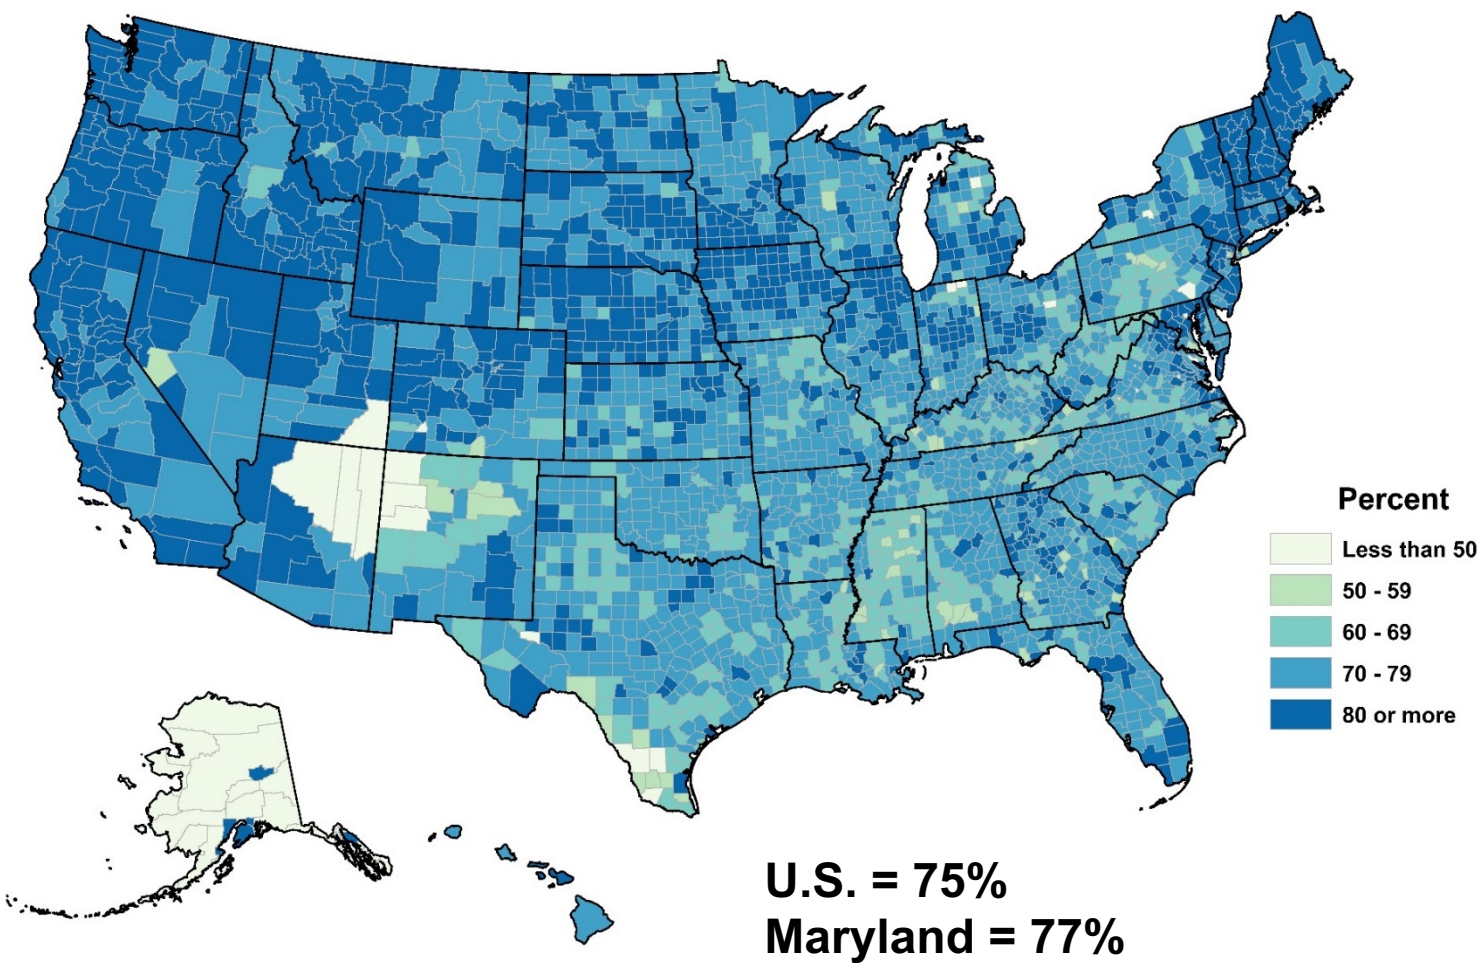 Percent
Less than 50
50 - 59
60 - 69
70 - 79
80 or more
U.S. = 75%
Maryland = 77%